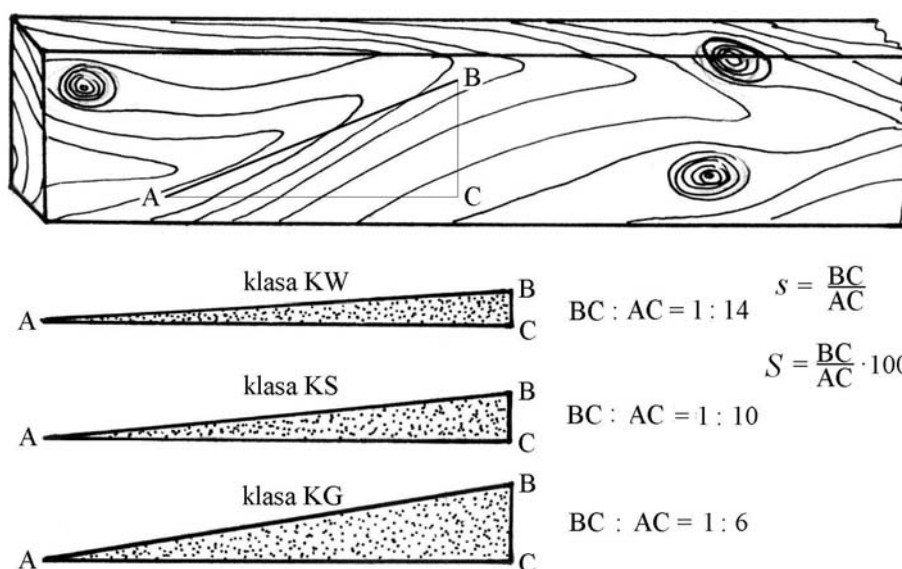 B
A
C
klasa KW
A
B
C
BC : AC = 1 : 14
s = BC/AC
S = BC/AC · 100
klasa KS
A
B
C
BC : AC = 1 : 10
klasa KG
A
B
C
BC : AC = 1 : 6